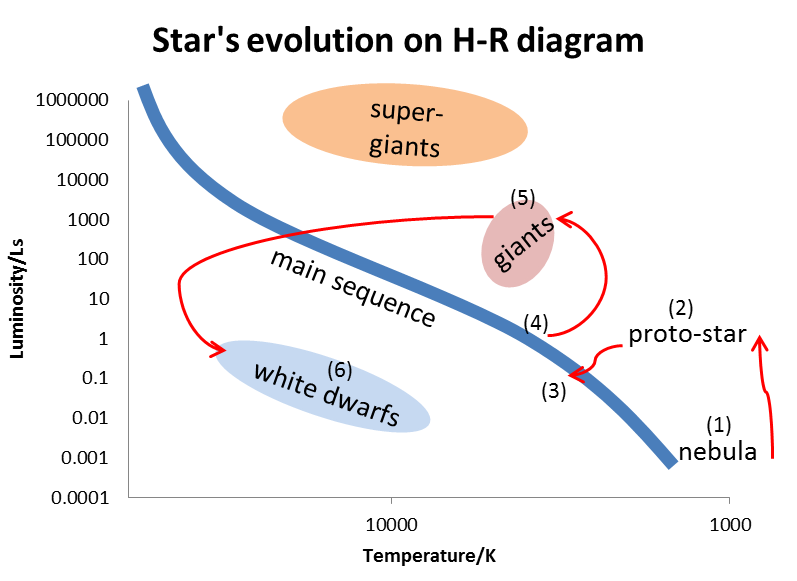 Star's evolution on H-R diagram
1000000
100000
10000
1000
100
10
1
0.1
0.01
0.001
0.0001
Luminosity/Ls
super-
giants
(5)
giants
main sequence
(4)
(2)
proto-star
(3)
(6)
white dwarfs
(1)
nebula
10000
1000
Temperature/K